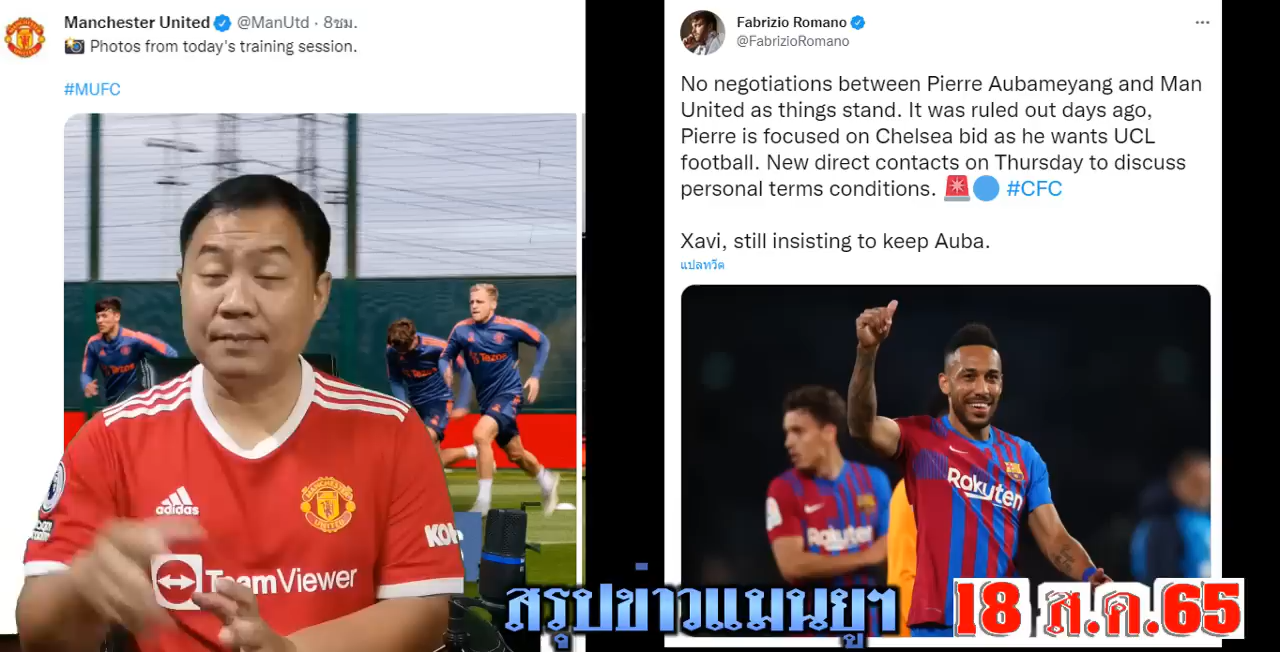 Manchester United @ManUtd · 8ชม.
Photos from today's training session.
#MUFC
adidas
KOH
TeamViewer
Fabrizio Romano
@FabrizioRomano
No negotiations between Pierre Aubameyang and Man
United as things stand. It was ruled out days ago,
Pierre is focused on Chelsea bid as he wants UCL
football. New direct contacts on Thursday to discuss
personal terms conditions. 🚨🔵 #CFC
Xavi, still insisting to keep Auba.
แปลทวีต
Rakuten
Rakuten
สรุปข่าวแมนยูฯ 18 ส.ค.65